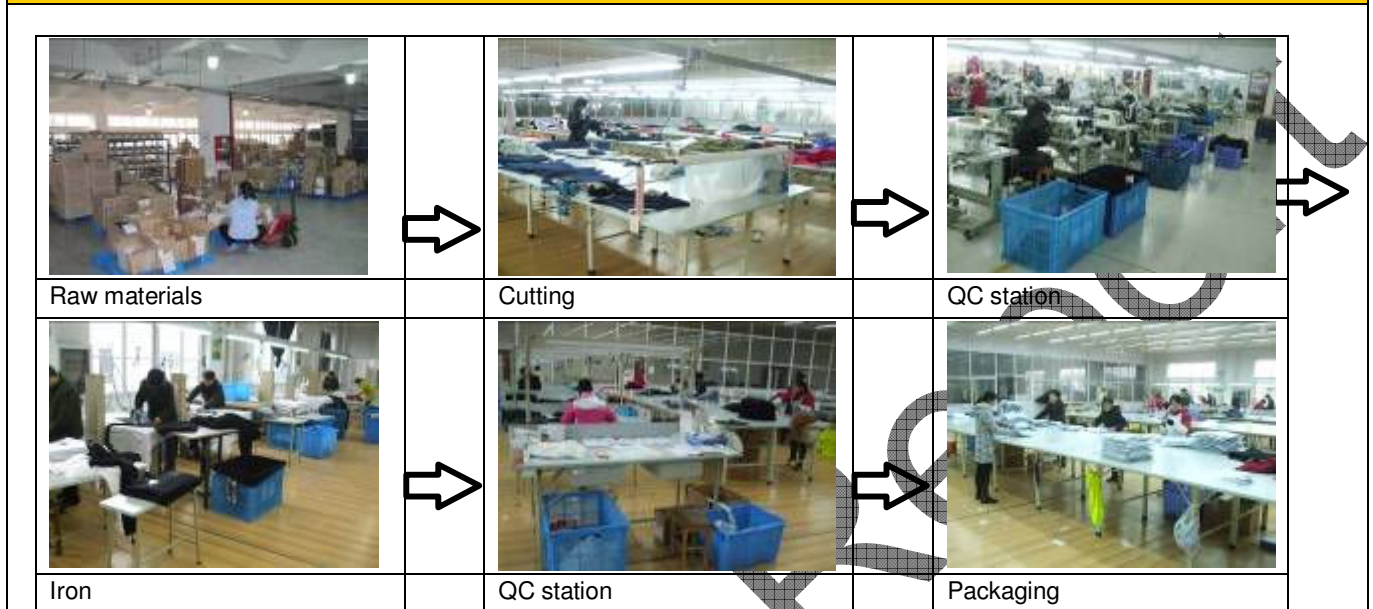 Raw materials
Cutting
QC station
Iron
QC station
Packaging